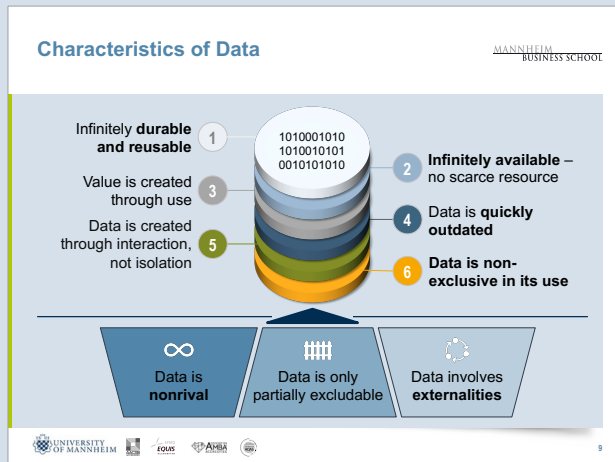 Characteristics of Data
MANNHEIM
BUSINESS SCHOOL
1010001010
1010010101
0010101010
Infinitely durable
and reusable
1
2
Infinitely available –
no scarce resource
Value is created
through use
3
4
Data is quickly
outdated
Data is created
through interaction,
not isolation
5
6
Data is non-
exclusive in its use
Data is
nonrival
Data is only
partially excludable
Data involves
externalities
UNIVERSITY
OF MANNHEIM
EQUIS
AMBA
9